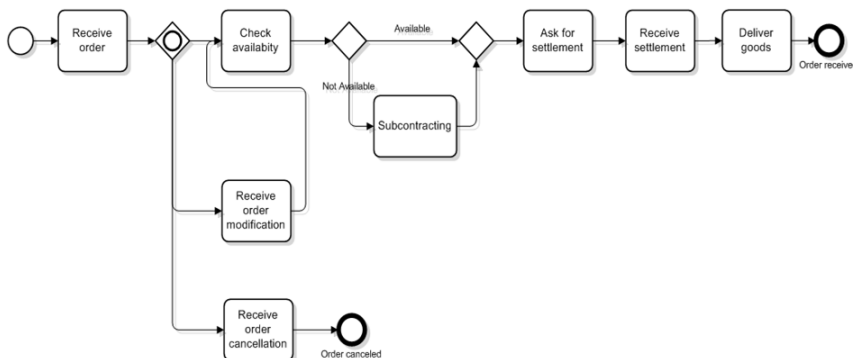 Receive
order
Check
availabity
Available
Ask for
settlement
Receive
settlement
Deliver
goods
Order receive
Not Available
Subcontracting
Receive
order
modification
Receive
order
cancellation
Order canceled